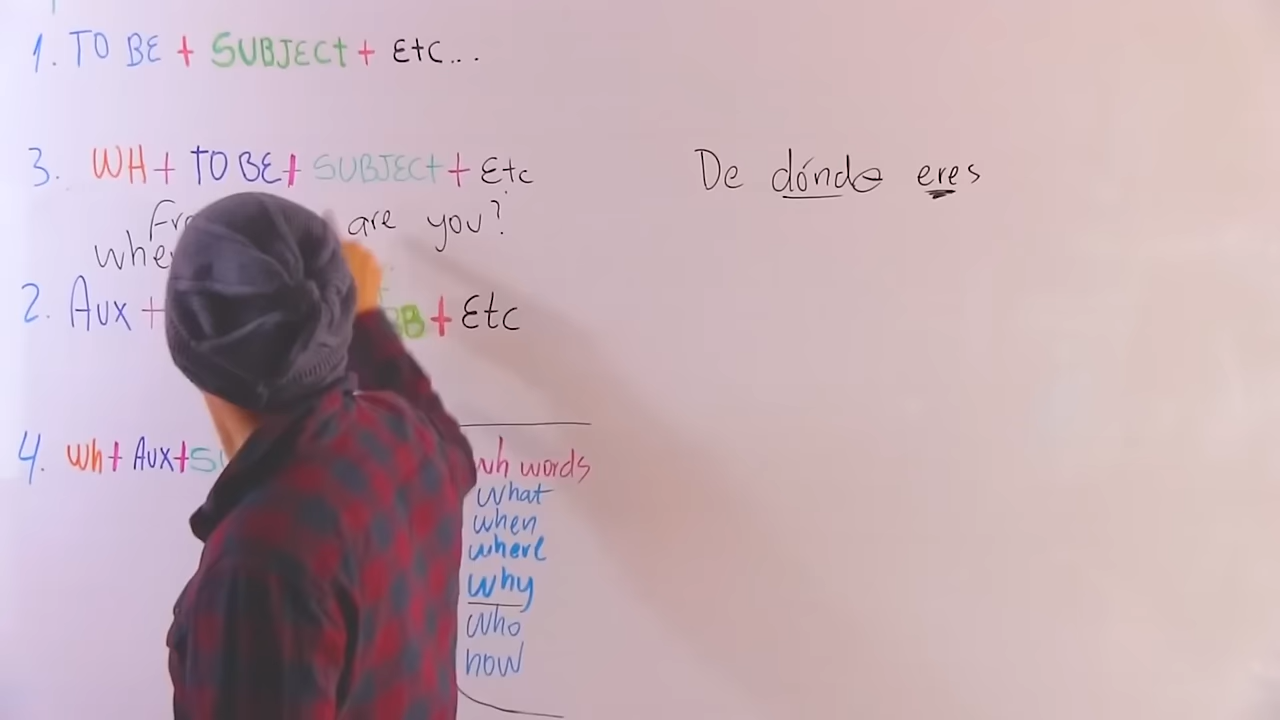 1. TO BE + SUBJECT + Etc...
3. WH + TO BE + SUBJECT + Etc
De dónde eres
are you?
2. Aux + + Etc
4. Wh + Aux +
wh words
what
when
where
why
who
how